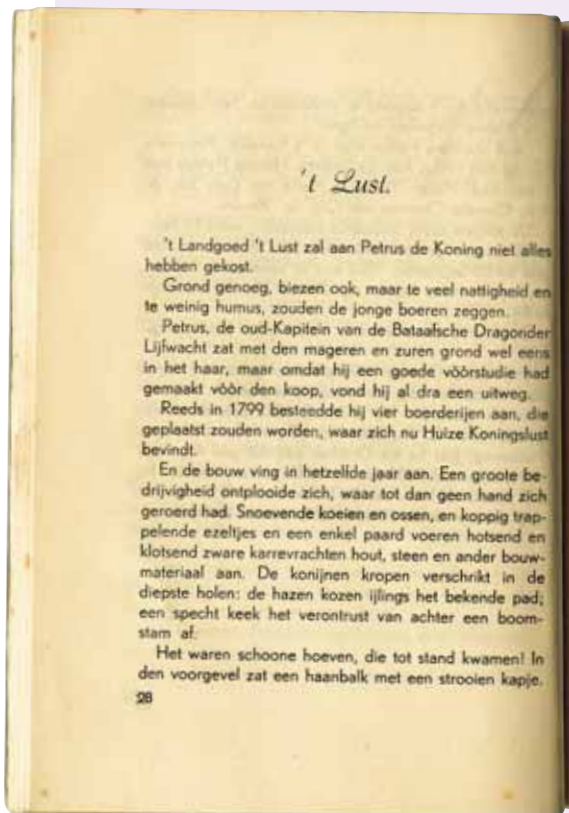 't Lust.
't Landgoed 't Lust zal aan Petrus de Koning niet alles
hebben gekost.
Grond genoeg, biezen ook, maar te veel nattigheid en
te weinig humus, zouden de jonge boeren zeggen.
Petrus, de oud-Kapitein van de Bataafsche Dragonder
Lijfwacht zat met den mageren en zuren grond wel eens
in het haar, maar omdat hij een goede vòòrstudie had
gemaakt vòòr den koop, vond hij al dra een uitweg.
Reeds in 1799 besteedde hij vier boerderijen aan, die
geplaatst zouden worden, waar zich nu Huize Koningslust
bevindt.
En de bouw ving in hetzelfde jaar aan. Een groote be-
drijvigheid ontplooide zich, waar tot dan geen hand zich
geroerd had. Snoevende koeien en ossen, en koppig trap-
pelende ezeltjes en een enkel paard voeren hotsend en
klotsend zware karrevrachten hout, steen en ander bouw-
materiaal aan. De konijnen kropen verschrikt in de
diepste holen: de hazen kozen ijlings het bekende pad;
een specht keek het verontrust van achter een boom-
stam af.
Het waren schoone hoeven, die tot stand kwamen! In
den voorgevel zat een haanbalk met een strooien kapje.
28